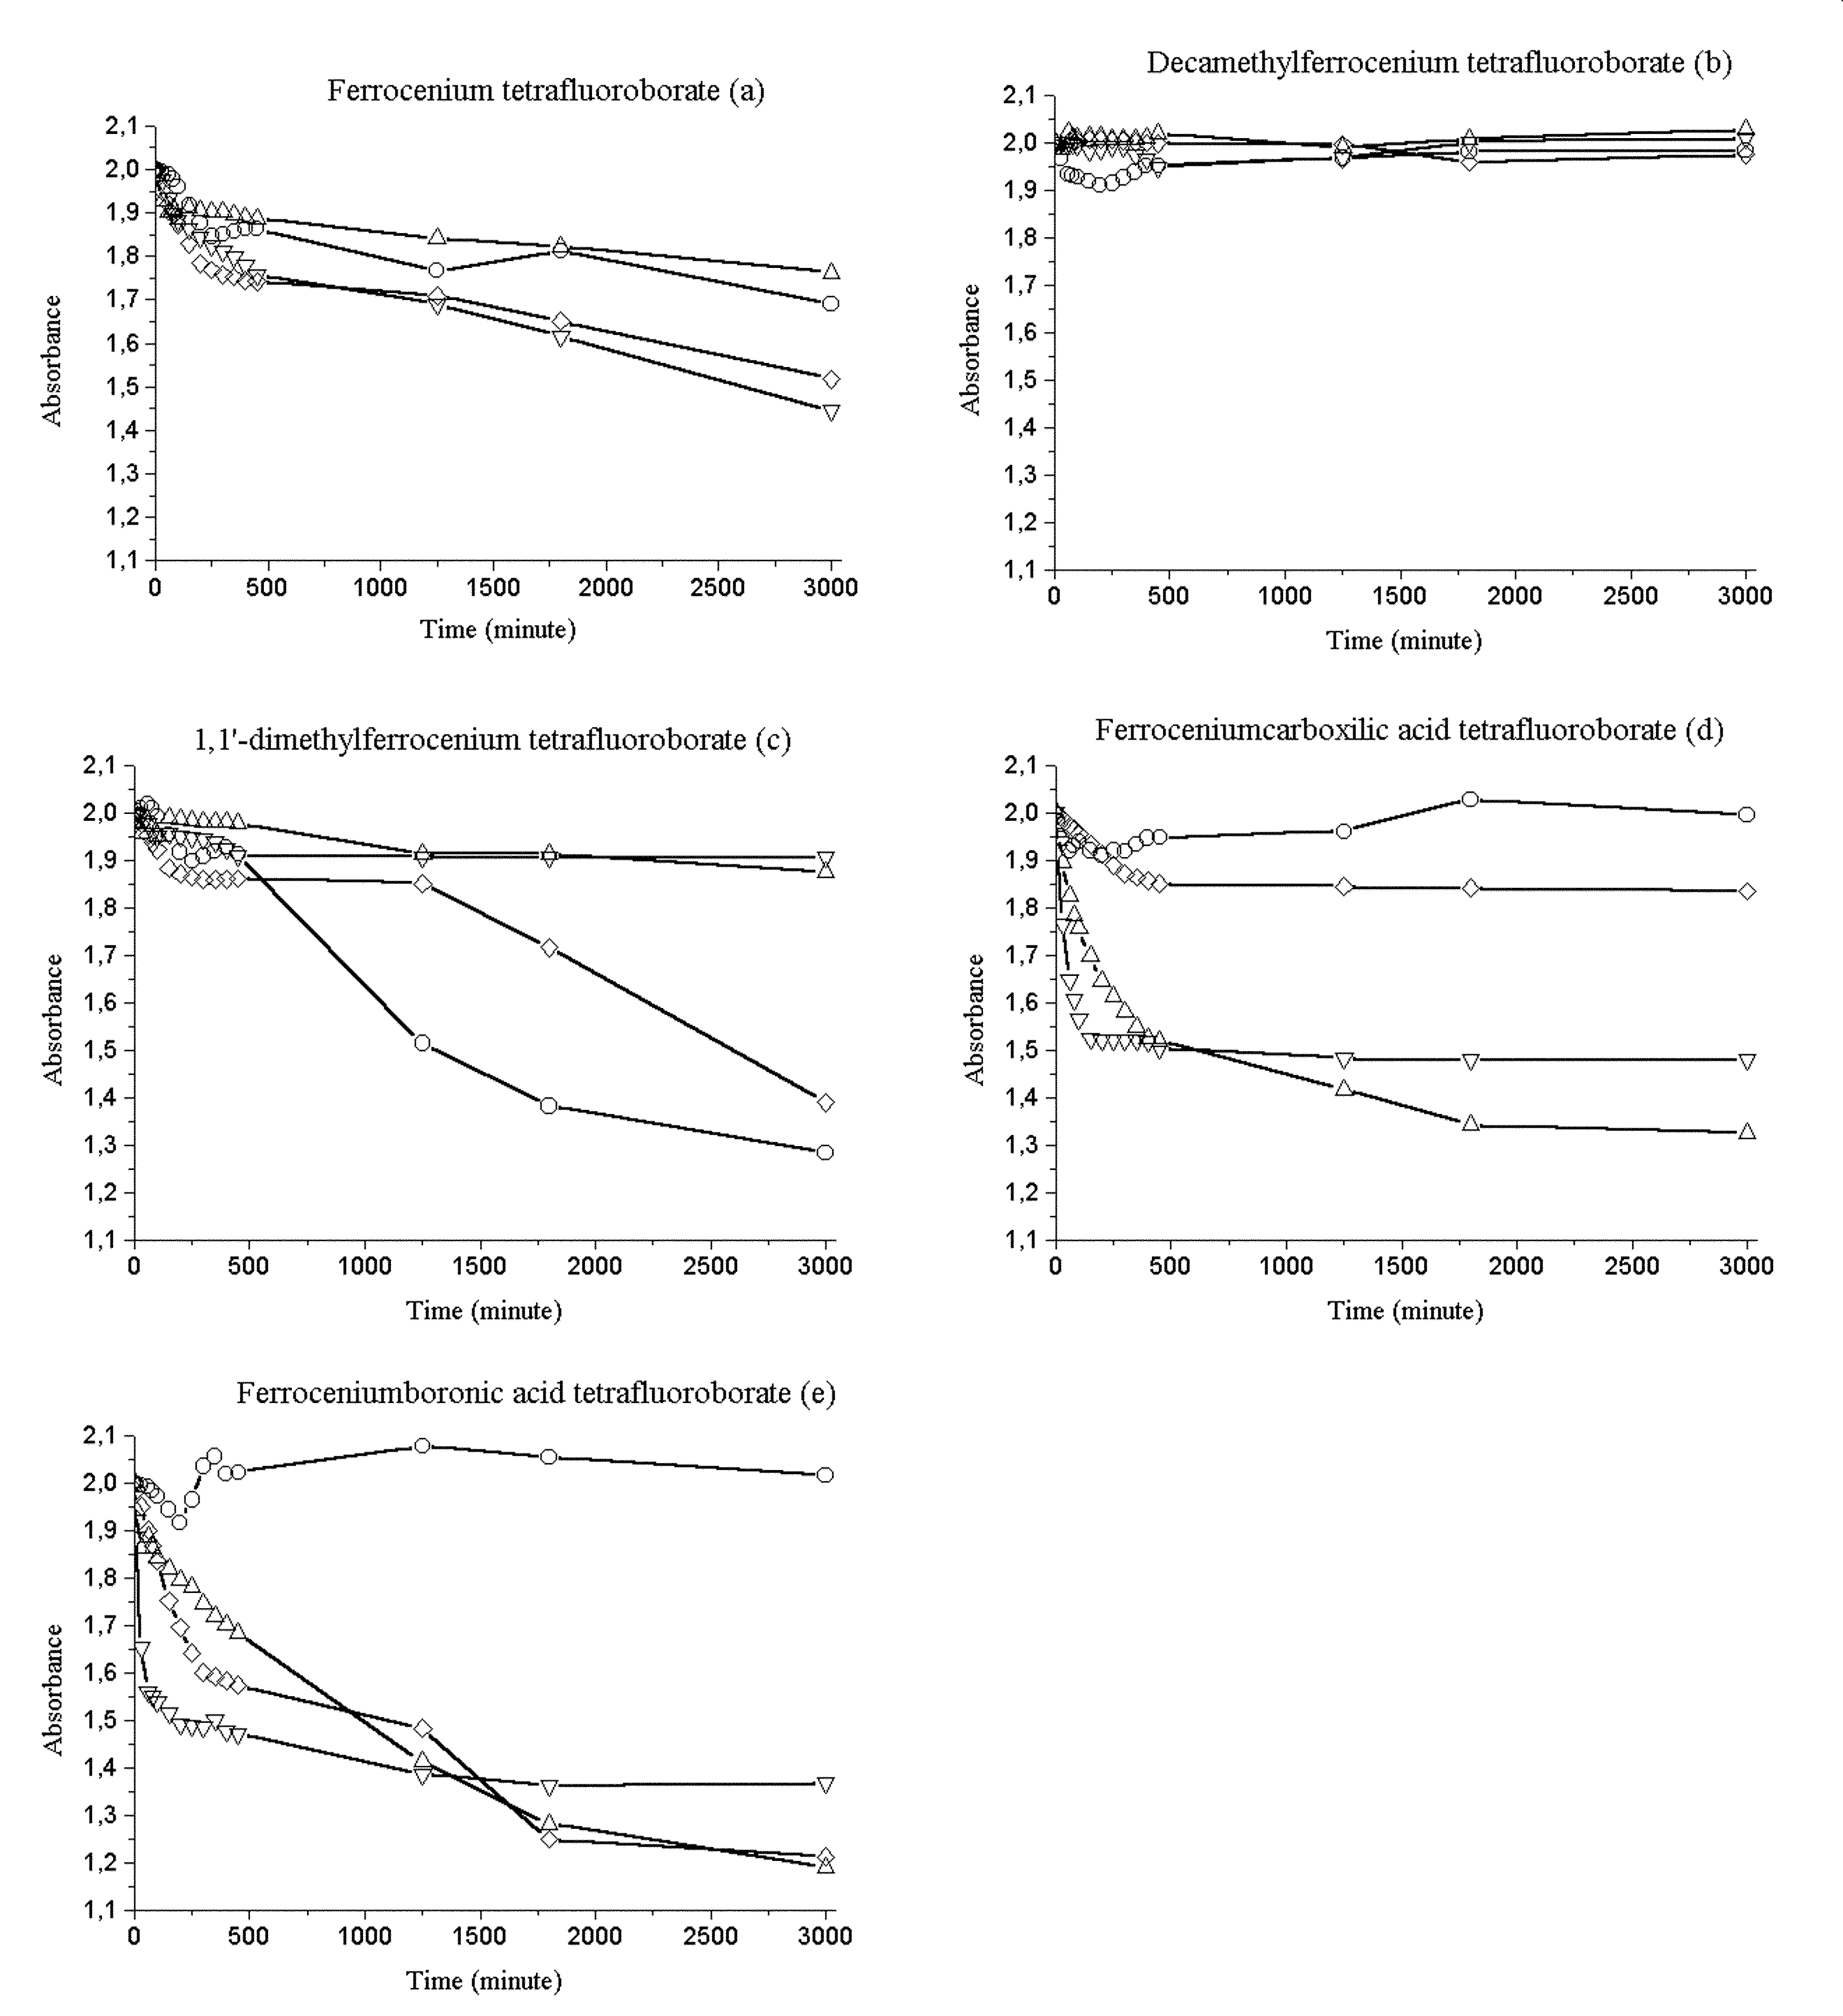 Ferrocenium tetrafluoroborate (a)
2,1
2,0
1,9
1,8
1,7
1,6
1,5
1,4
1,3
1,2
1,1
Absorbance
0 500 1000 1500 2000 2500 3000
Time (minute)
Decamethylferrocenium tetrafluoroborate (b)
2,1
2,0
1,9
1,8
1,7
1,6
1,5
1,4
1,3
1,2
1,1
Absorbance
0 500 1000 1500 2000 2500 3000
Time (minute)
1,1'-dimethylferrocenium tetrafluoroborate (c)
2,1
2,0
1,9
1,8
1,7
1,6
1,5
1,4
1,3
1,2
1,1
Absorbance
0 500 1000 1500 2000 2500 3000
Time (minute)
Ferroceniumcarboxilic acid tetrafluoroborate (d)
2,1
2,0
1,9
1,8
1,7
1,6
1,5
1,4
1,3
1,2
1,1
Absorbance
0 500 1000 1500 2000 2500 3000
Time (minute)
Ferroceniumboronic acid tetrafluoroborate (e)
2,1
2,0
1,9
1,8
1,7
1,6
1,5
1,4
1,3
1,2
1,1
Absorbance
0 500 1000 1500 2000 2500 3000
Time (minute)